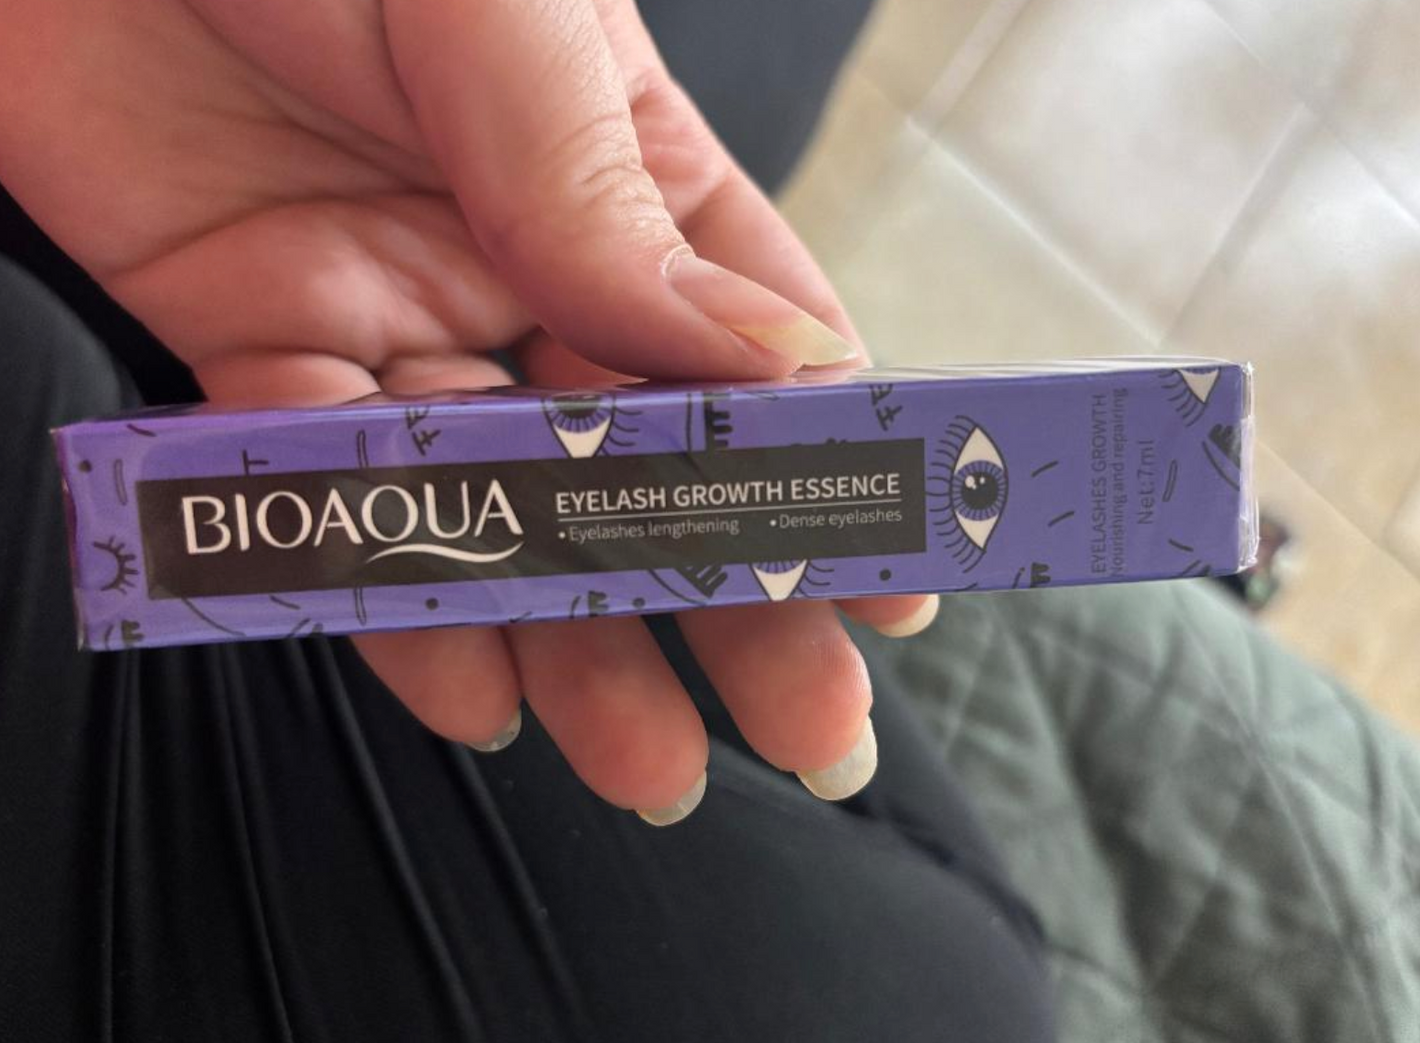 BIOAQUA
EYELASH GROWTH ESSENCE
•Eyelashes lengthening •Dense eyelashes
EYELASHES GROWTH
Nourishing and repairing
Net:7ml